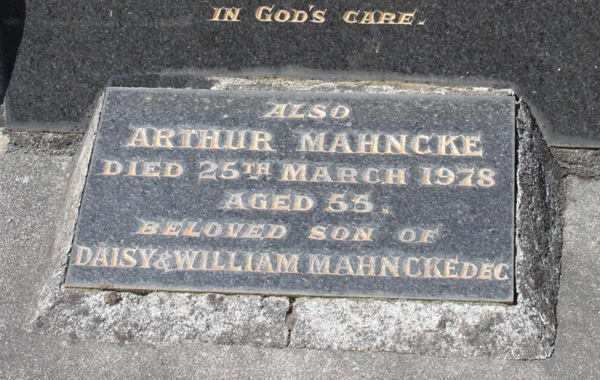 IN GOD'S CARE.
ALSO
ARTHUR MAHNCKE
DIED 25TH MARCH 1978
AGED 55.
BELOVED SON OF
DAISY & WILLIAM MAHNCKE DEC